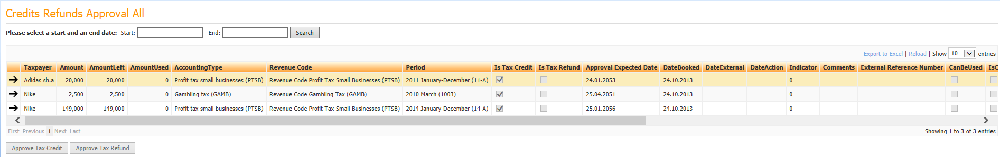 Credits Refunds Approval All
Please select a start and an end date: Start: End: Search
Export to Excel | Reload | Show 10 entries
Taxpayer Amount AmountLeft AmountUsed AccountingType Revenue Code Period Is Tax Credit Is Tax Refund Approval Expected Date DateBooked DateExternal DateAction Indicator Comments External Reference Number CanBeUsed IsC
Adidas sh.a 20,000 20,000 0 Profit tax small businesses (PTSB) Revenue Code Profit Tax Small Businesses (PTSB) 2011 January-December (11-A) 24.01.2053 24.10.2013 0
Nike 2,500 2,500 0 Gambling tax (GAMB) Revenue Code Gambling Tax (GAMB) 2010 March (1003) 25.04.2051 24.10.2013 0
Nike 149,000 149,000 0 Profit tax small businesses (PTSB) Revenue Code Profit Tax Small Businesses (PTSB) 2014 January-December (14-A) 25.01.2056 24.10.2013 0
First Previous 1 Next Last Showing 1 to 3 of 3 entries
Approve Tax Credit Approve Tax Refund